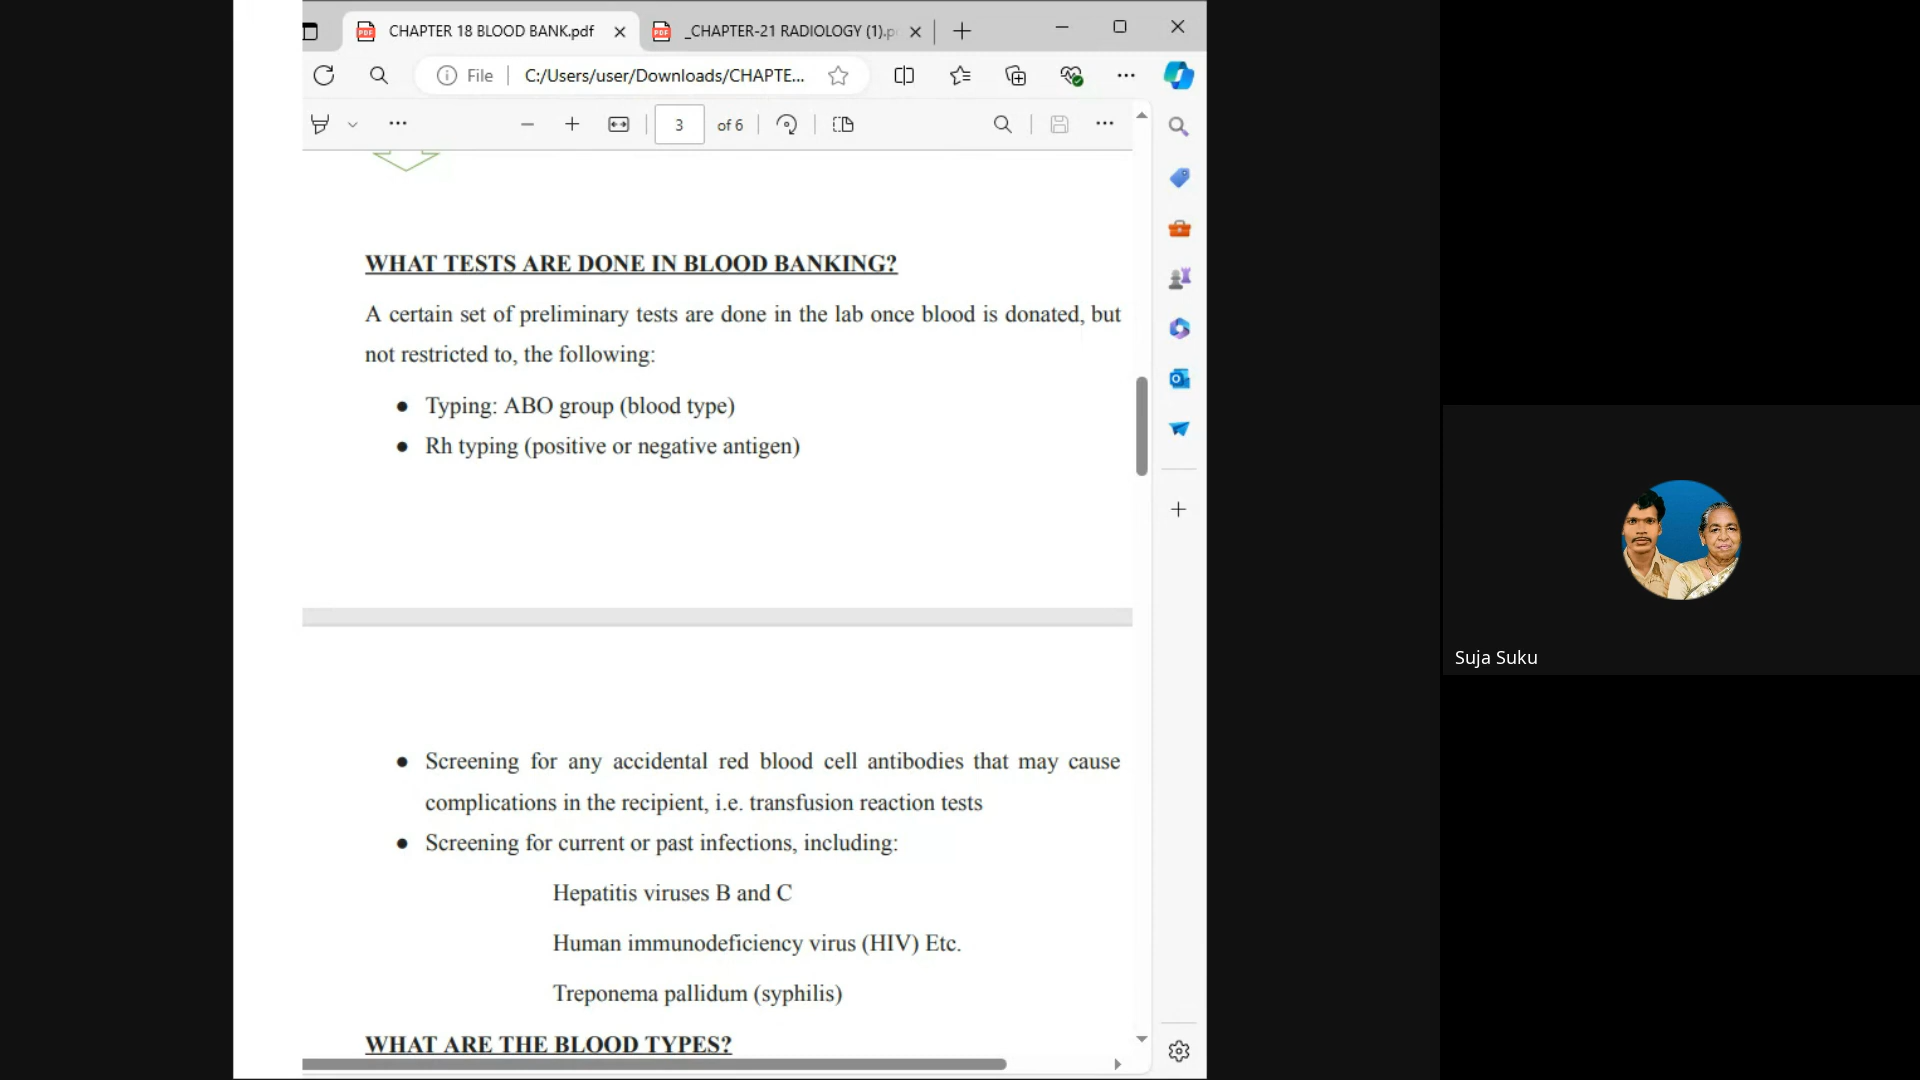 CHAPTER 18 BLOOD BANK.pdf
_CHAPTER-21 RADIOLOGY (1).p
File
C:/Users/user/Downloads/CHAPTE...
3 of 6
WHAT TESTS ARE DONE IN BLOOD BANKING?
A certain set of preliminary tests are done in the lab once blood is donated, but
not restricted to, the following:
● Typing: ABO group (blood type)
● Rh typing (positive or negative antigen)
● Screening for any accidental red blood cell antibodies that may cause
complications in the recipient, i.e. transfusion reaction tests
● Screening for current or past infections, including:
Hepatitis viruses B and C
Human immunodeficiency virus (HIV) Etc.
Treponema pallidum (syphilis)
WHAT ARE THE BLOOD TYPES?
Suja Suku